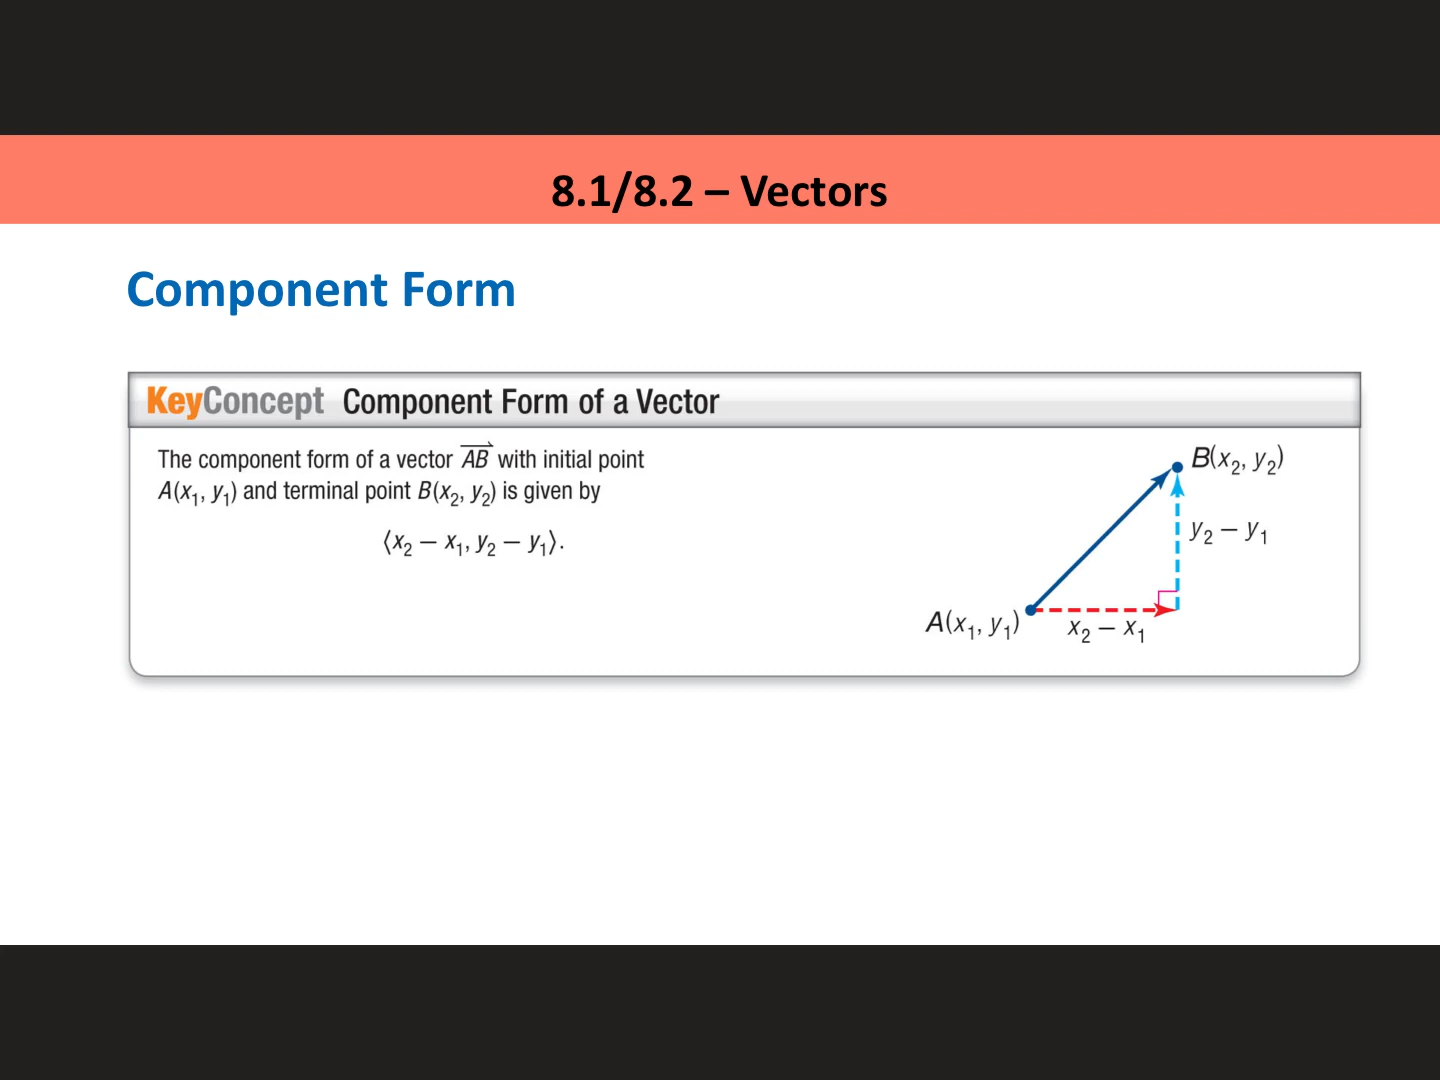 8.1/8.2 – Vectors
Component Form
KeyConcept Component Form of a Vector
The component form of a vector AB⃗ with initial point
A(x₁, y₁) and terminal point B(x₂, y₂) is given by
⟨x₂ − x₁, y₂ − y₁⟩.
B(x₂, y₂)
y₂ − y₁
A(x₁, y₁)
x₂ − x₁